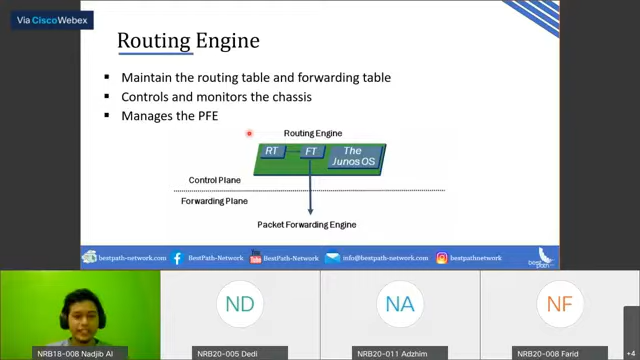 Via Cisco Webex
Routing Engine
Maintain the routing table and forwarding table
Controls and monitors the chassis
Manages the PFE
Routing Engine
RT
FT
The
Junos OS
Control Plane
Forwarding Plane
Packet Forwarding Engine
bestpath-network.com
BestPath-Network
BestPath-Network
info@bestpath-network.com
bestpathnetwork
best
path
ND
NA
NF
NRB18-008 Nadjib Al
NRB20-005 Dedi
NRB20-011 Adzhim
NRB20-008 Farid
+4